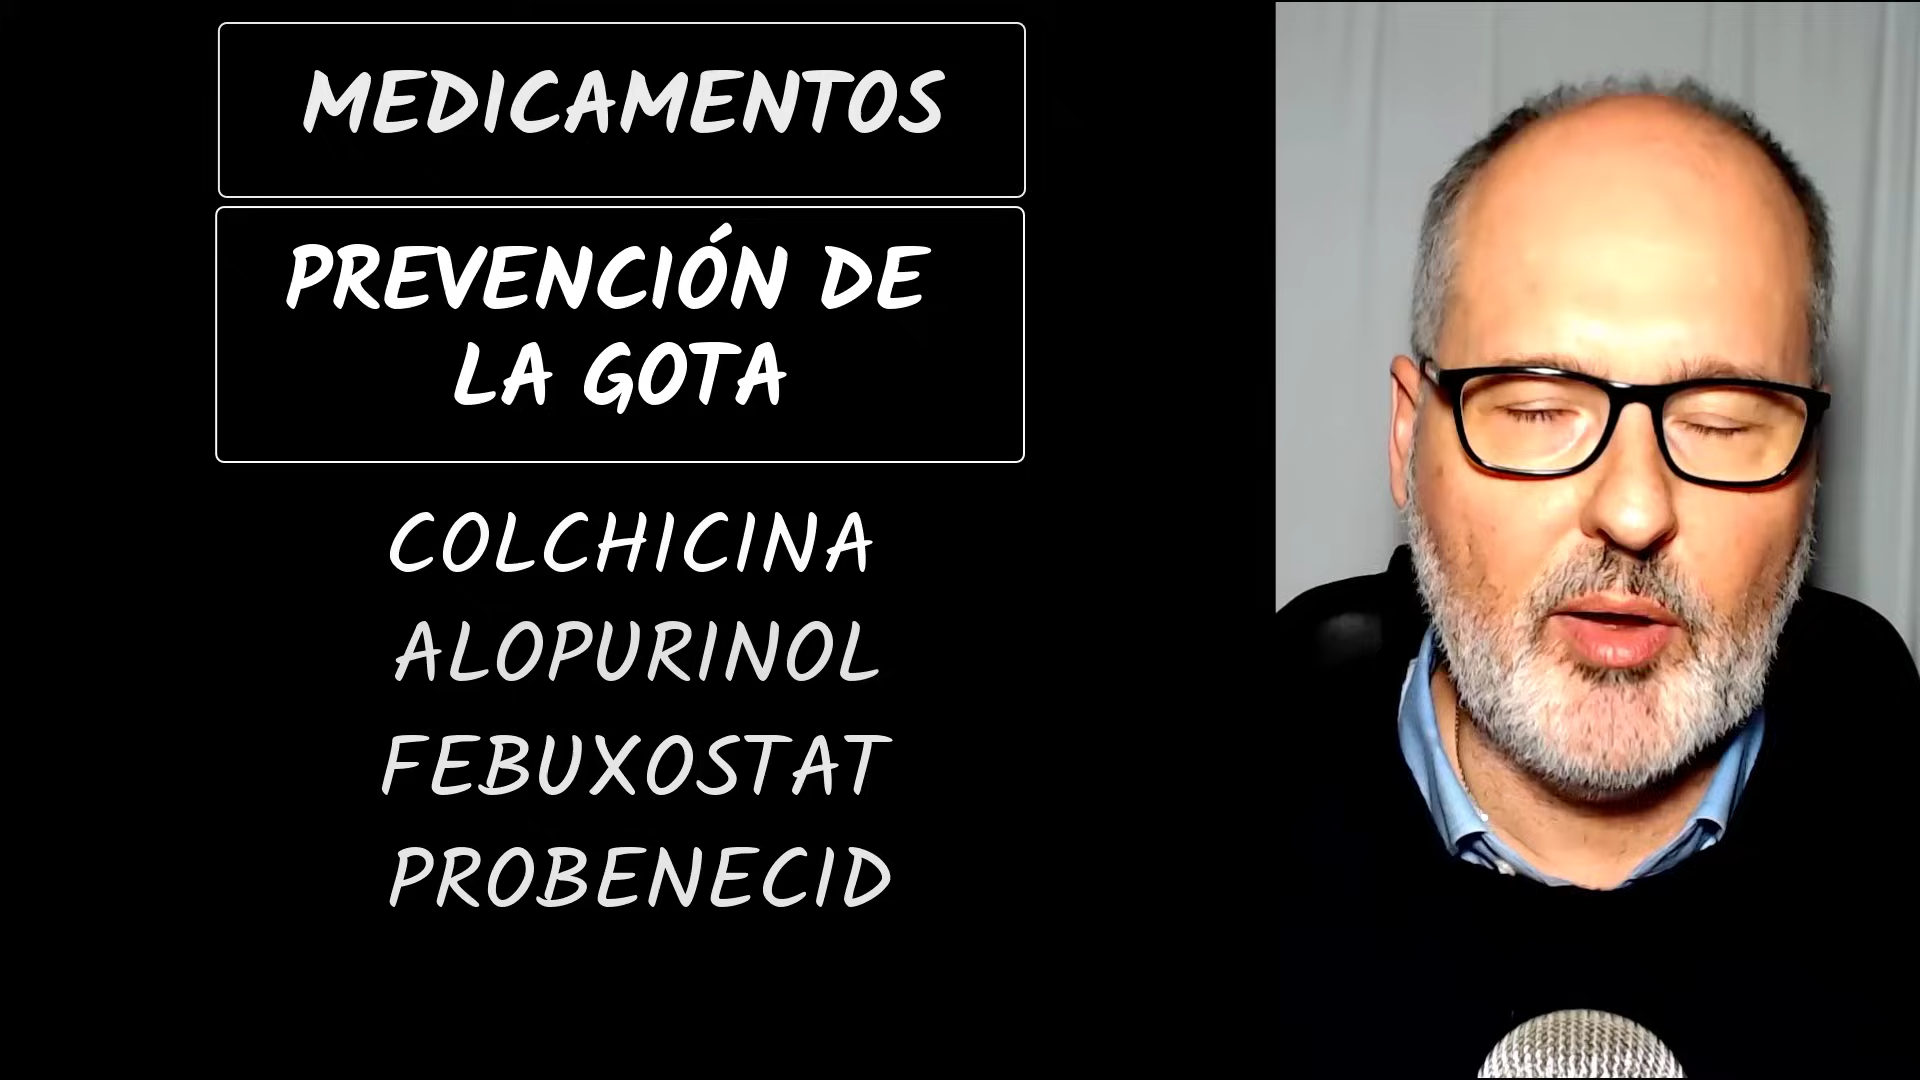 MEDICAMENTOS
PREVENCIÓN DE
LA GOTA
COLCHICINA
ALOPURINOL
FEBUXOSTAT
PROBENECID